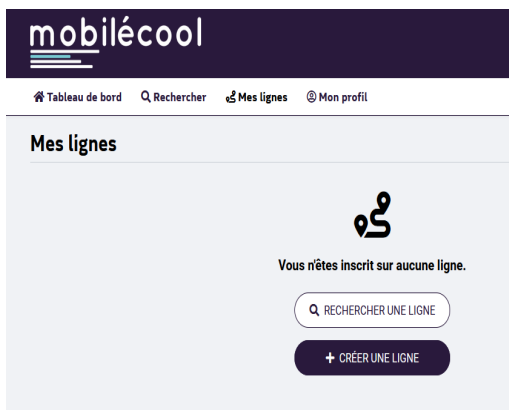 mobilécool
Tableau de bord Rechercher Mes lignes Mon profil
Mes lignes
Vous n'êtes inscrit sur aucune ligne.
RECHERCHER UNE LIGNE
+ CRÉER UNE LIGNE